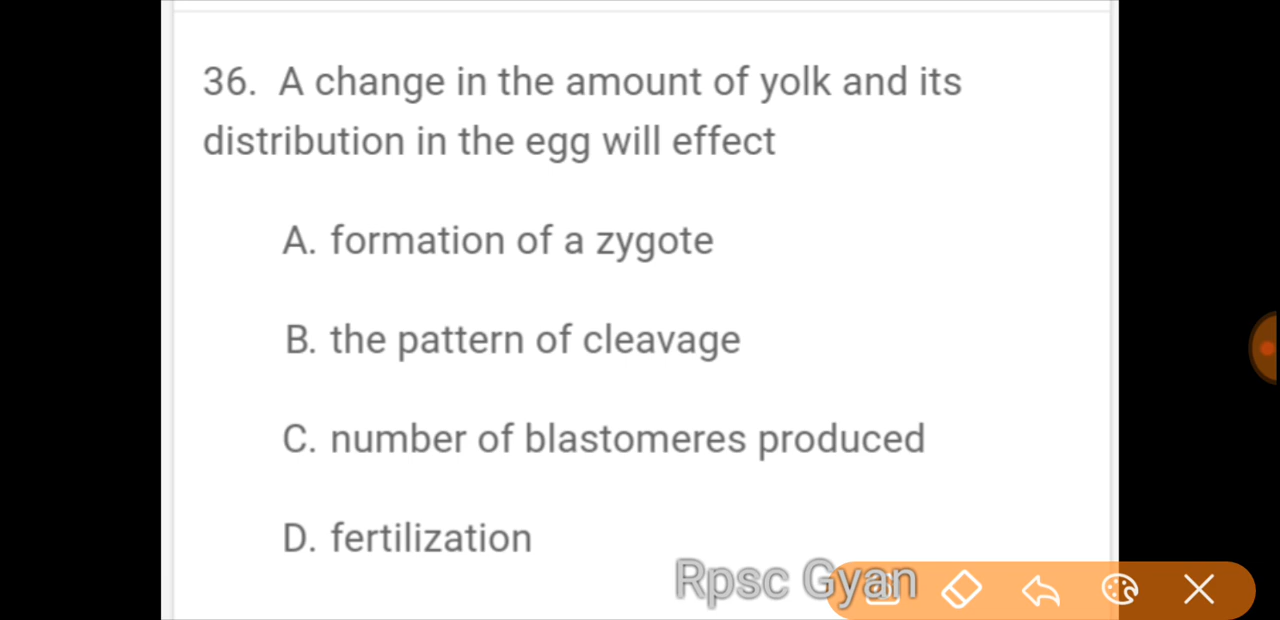 36. A change in the amount of yolk and its
distribution in the egg will effect
A. formation of a zygote
B. the pattern of cleavage
C. number of blastomeres produced
D. fertilization
Rpsc Gyan